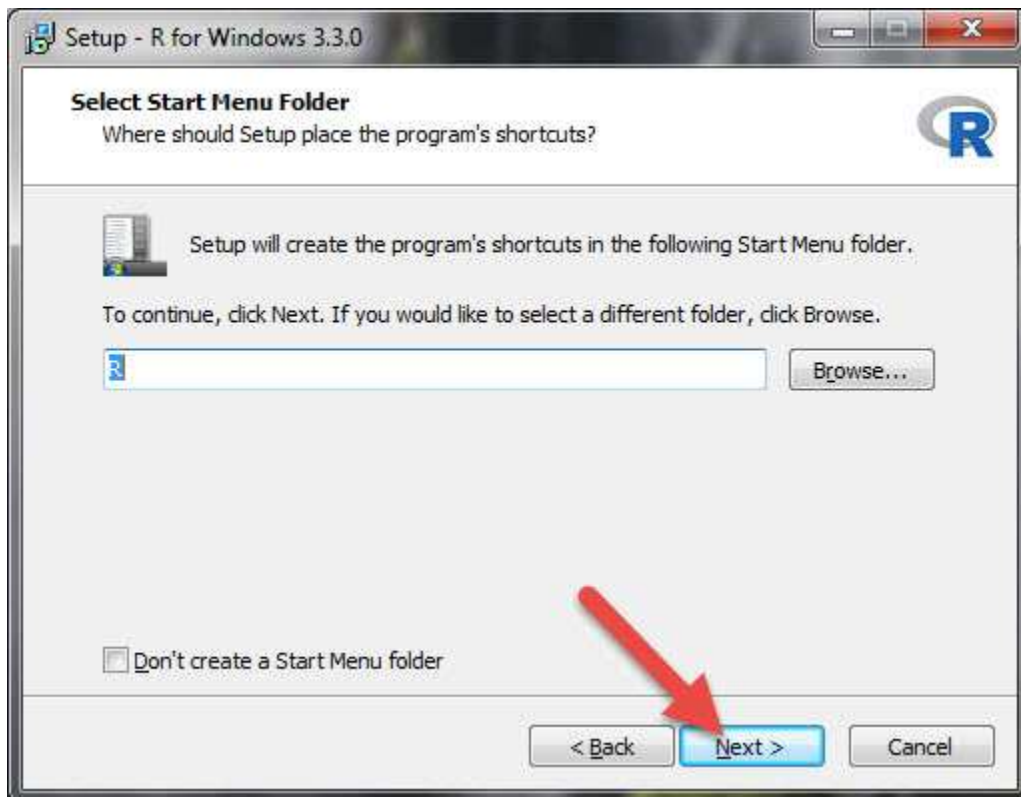 Setup - R for Windows 3.3.0
Select Start Menu Folder
Where should Setup place the program's shortcuts?
R
Setup will create the program's shortcuts in the following Start Menu folder.
To continue, click Next. If you would like to select a different folder, click Browse.
R
Browse...
Don't create a Start Menu folder
< Back
Next >
Cancel